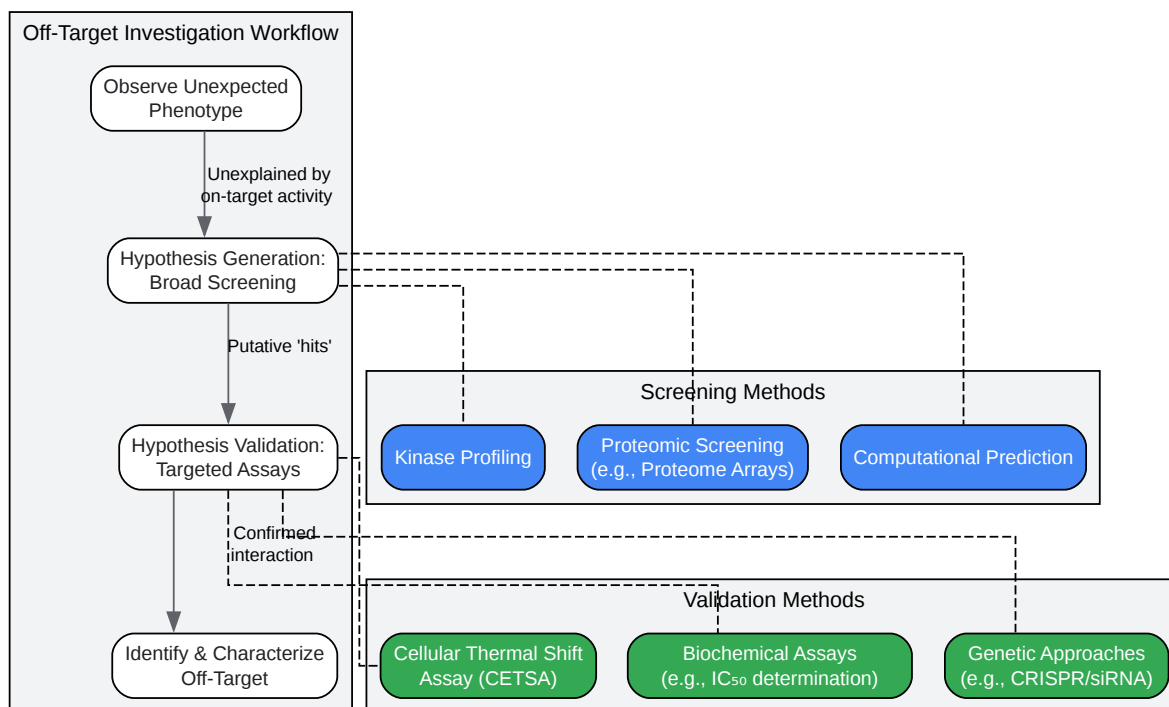 Off-Target Investigation Workflow
Observe Unexpected
Phenotype
Unexplained by
on-target activity
Hypothesis Generation:
Broad Screening
Putative 'hits'
Screening Methods
Kinase Profiling
Proteomic Screening
(e.g., Proteome Arrays)
Computational Prediction
Hypothesis Validation:
Targeted Assays
Confirmed
interaction
Validation Methods
Identify & Characterize
Off-Target
Cellular Thermal Shift
Assay (CETSA)
Biochemical Assays
(e.g., IC₅₀ determination)
Genetic Approaches
(e.g., CRISPR/siRNA)